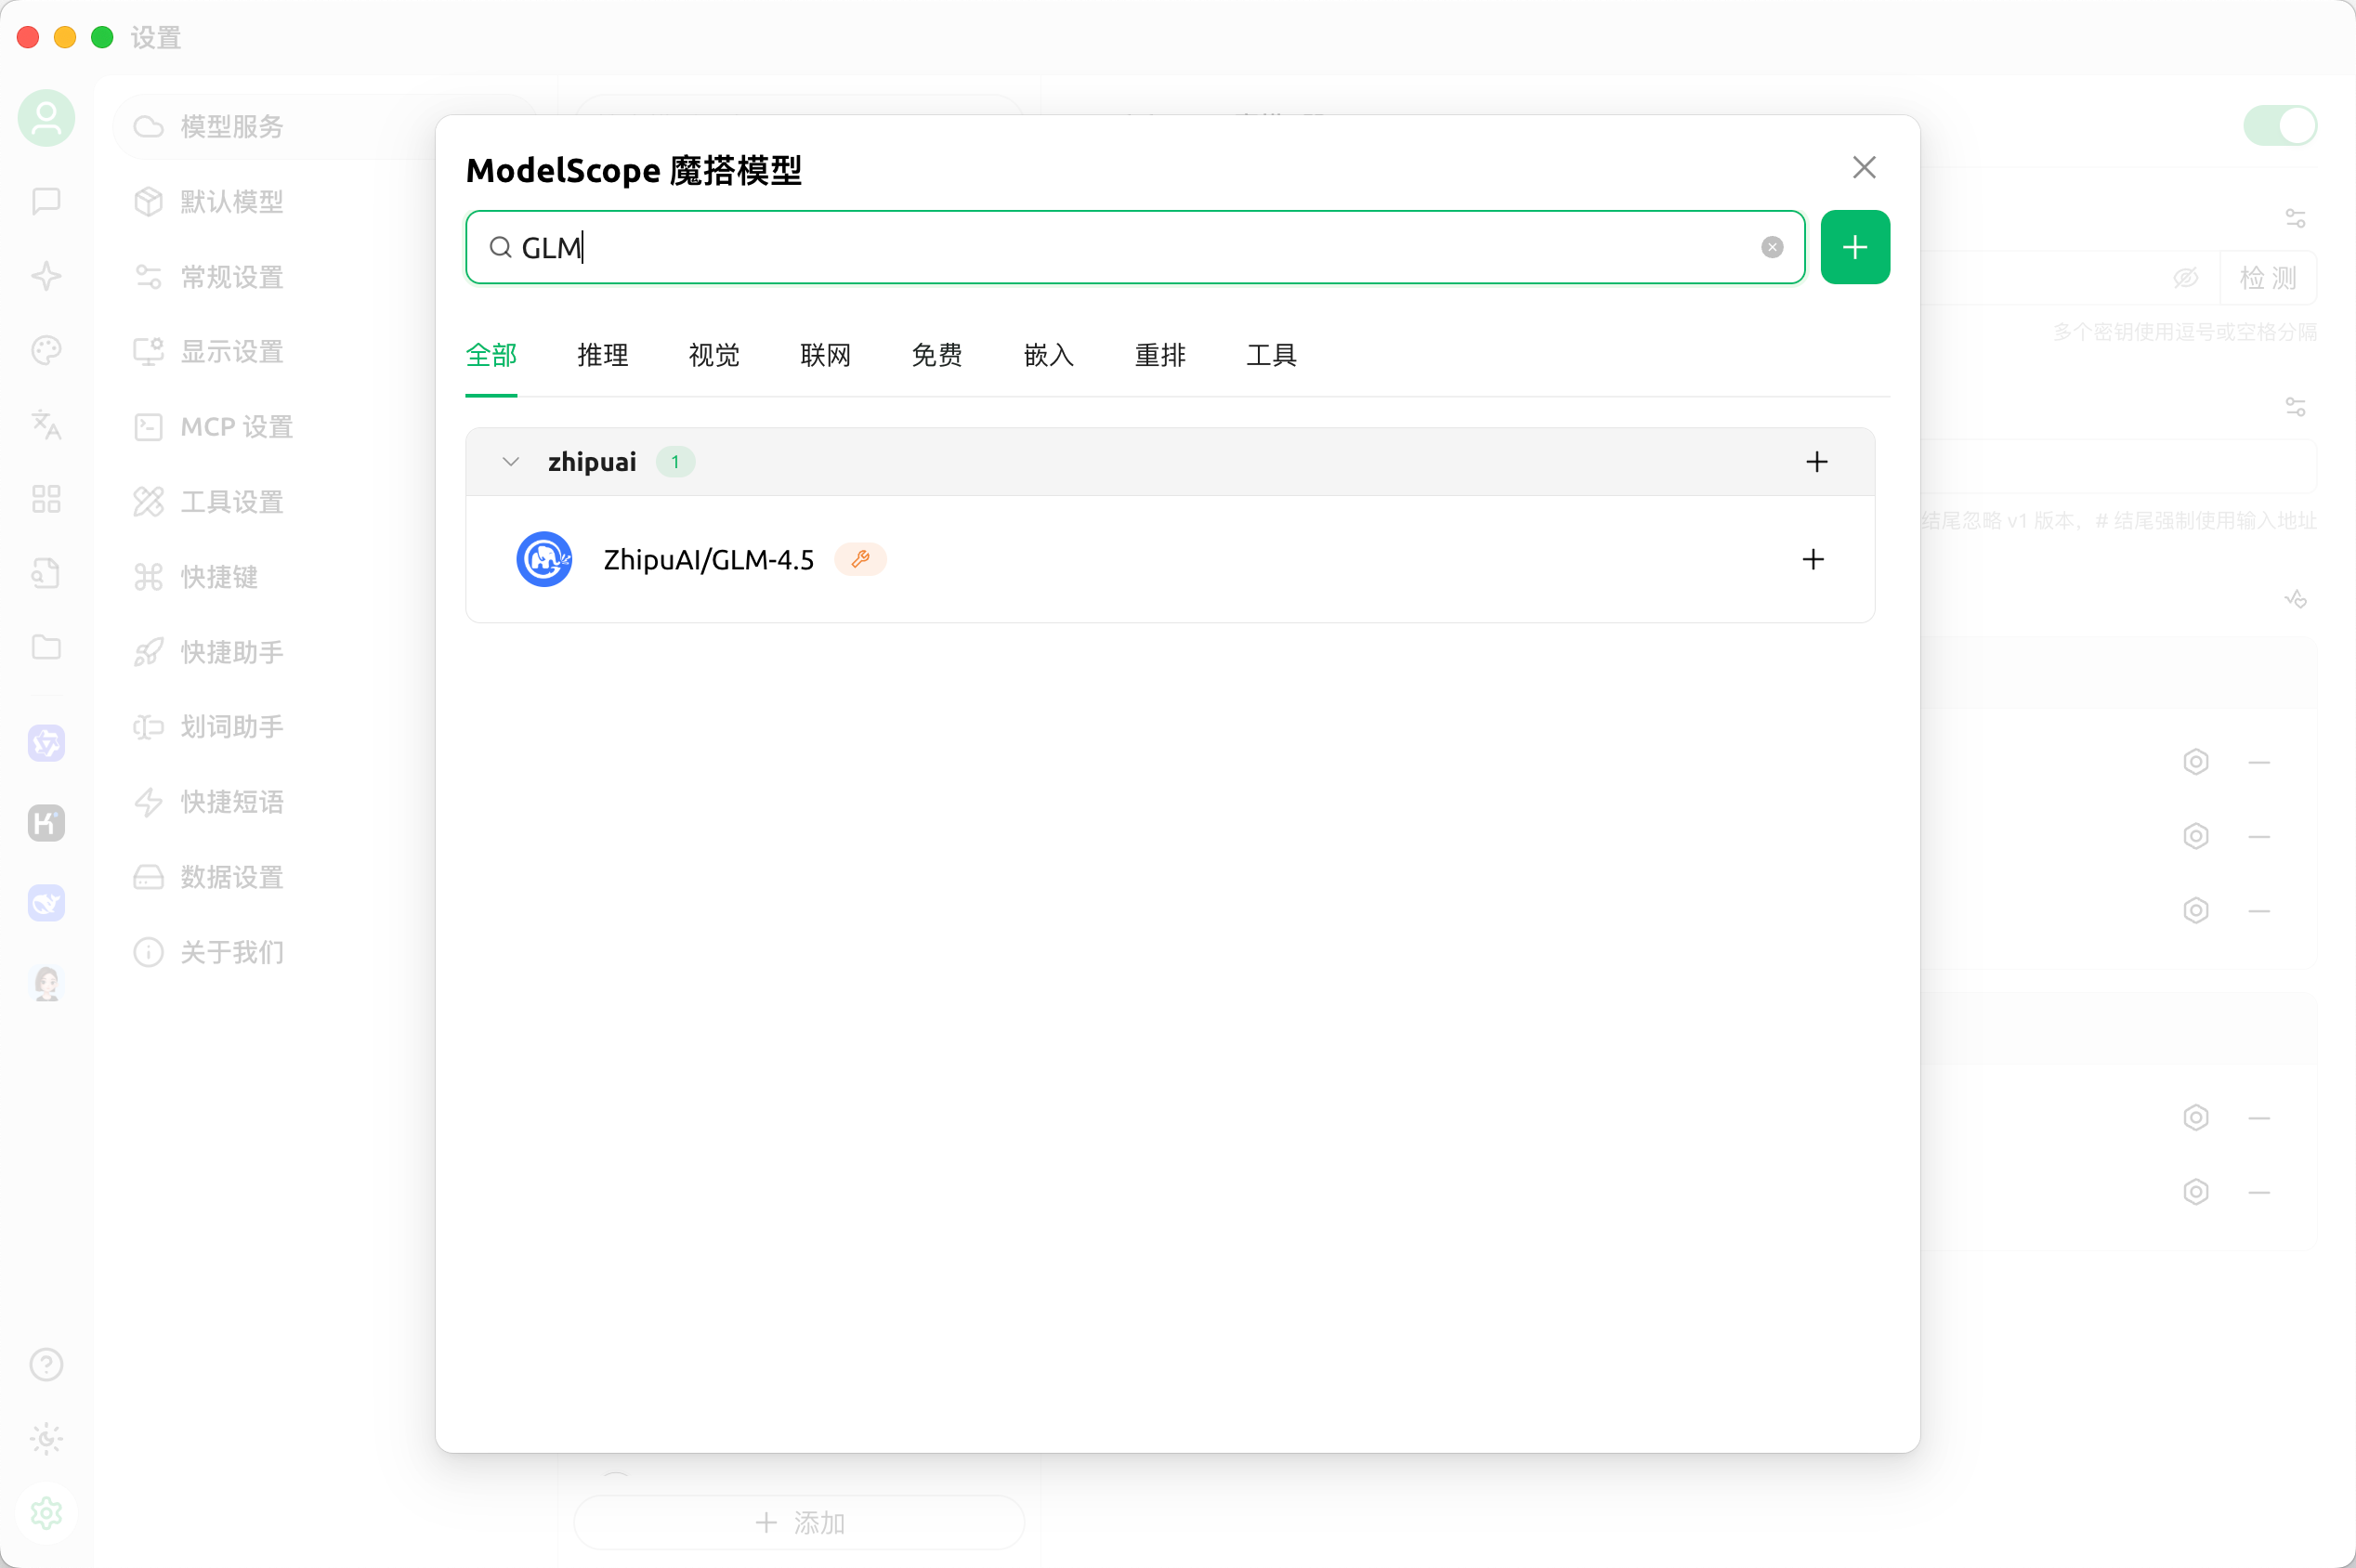 设置
模型服务
默认模型
常规设置
显示设置
MCP 设置
工具设置
快捷键
快捷助手
划词助手
快捷短语
数据设置
关于我们
ModelScope 魔搭模型
GLM
全部 推理 视觉 联网 免费 嵌入 重排 工具
zhipuai 1
ZhipuAI/GLM-4.5
检测
多个密钥使用逗号或空格分隔
结尾忽略 v1 版本，# 结尾强制使用输入地址
添加